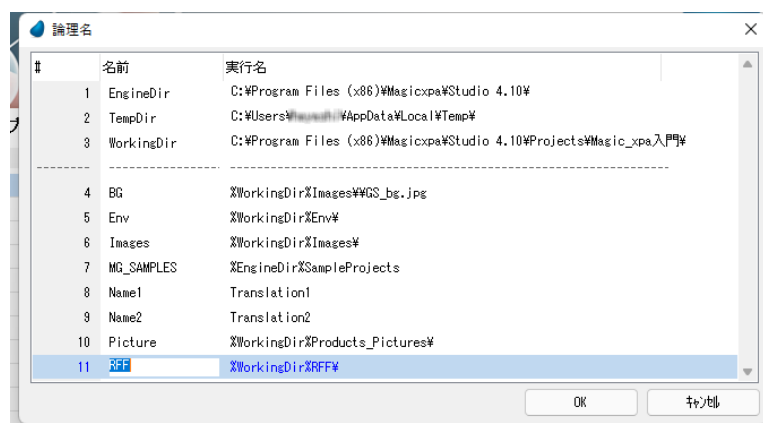 論理名
# 名前 実行名
1 EngineDir C:¥Program Files (x86)¥Magicxpa¥Studio 4.10¥
2 TempDir C:¥Users¥ ¥AppData¥Local¥Temp¥
3 WorkingDir C:¥Program Files (x86)¥Magicxpa¥Studio 4.10¥Projects¥Magic_xpa入門¥
4 BG %WorkingDir%Images¥¥GS_bg.jpg
5 Env %WorkingDir%Env¥
6 Images %WorkingDir%Images¥
7 MG_SAMPLES %EngineDir%SampleProjects
8 Name1 Translation1
9 Name2 Translation2
10 Picture %WorkingDir%Products_Pictures¥
11 RFF %WorkingDir%RFF¥
OK キャンセル